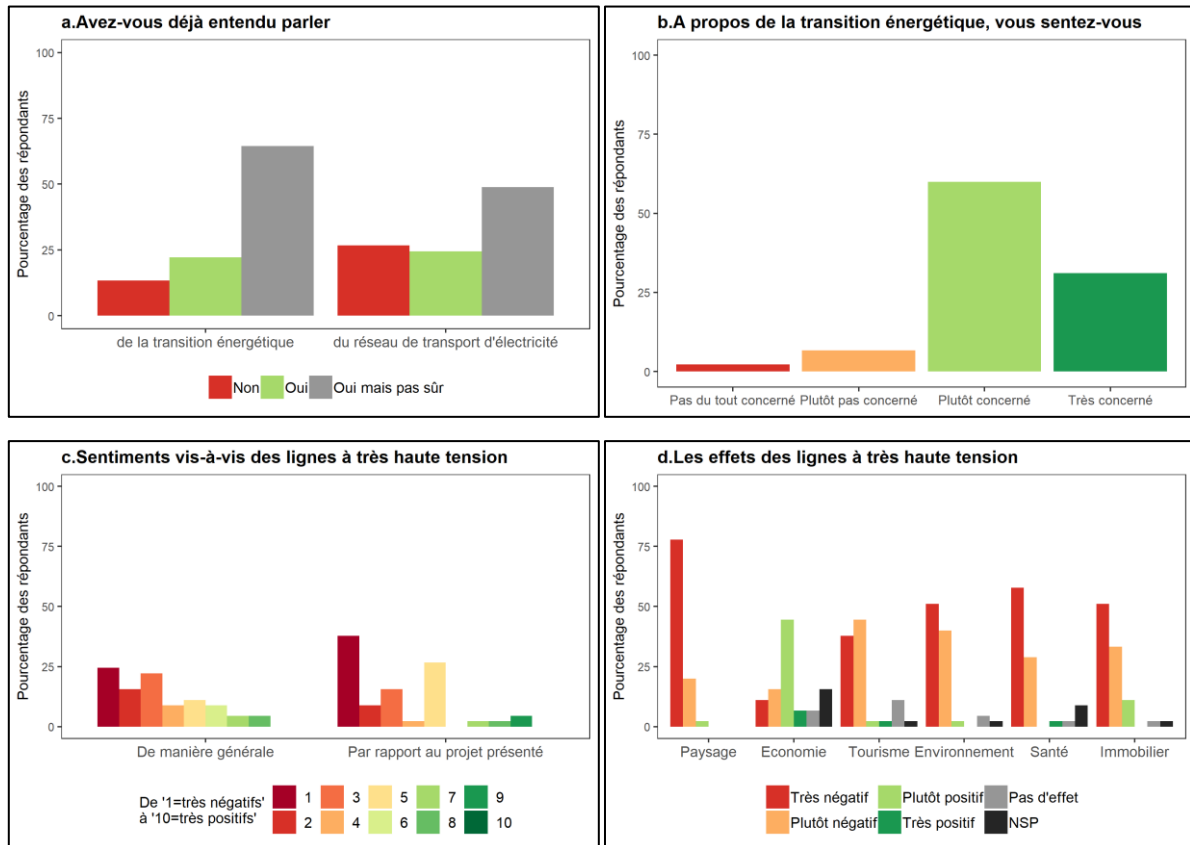 a.Avez-vous déjà entendu parler
100
75
50
25
0
Pourcentage des répondants
de la transition énergétique
du réseau de transport d'électricité
Non Oui Oui mais pas sûr
b.A propos de la transition énergétique, vous sentez-vous
100
75
50
25
0
Pourcentage des répondants
Pas du tout concerné Plutôt pas concerné Plutôt concerné Très concerné
c.Sentiments vis-à-vis des lignes à très haute tension
100
75
50
25
0
Pourcentage des répondants
De manière générale
Par rapport au projet présenté
De '1=très négatifs'
à '10=très positifs'
1 3 5 7 9
2 4 6 8 10
d.Les effets des lignes à très haute tension
100
75
50
25
0
Pourcentage des répondants
Paysage Economie Tourisme Environnement Santé Immobilier
Très négatif Plutôt positif Pas d'effet
Plutôt négatif Très positif NSP